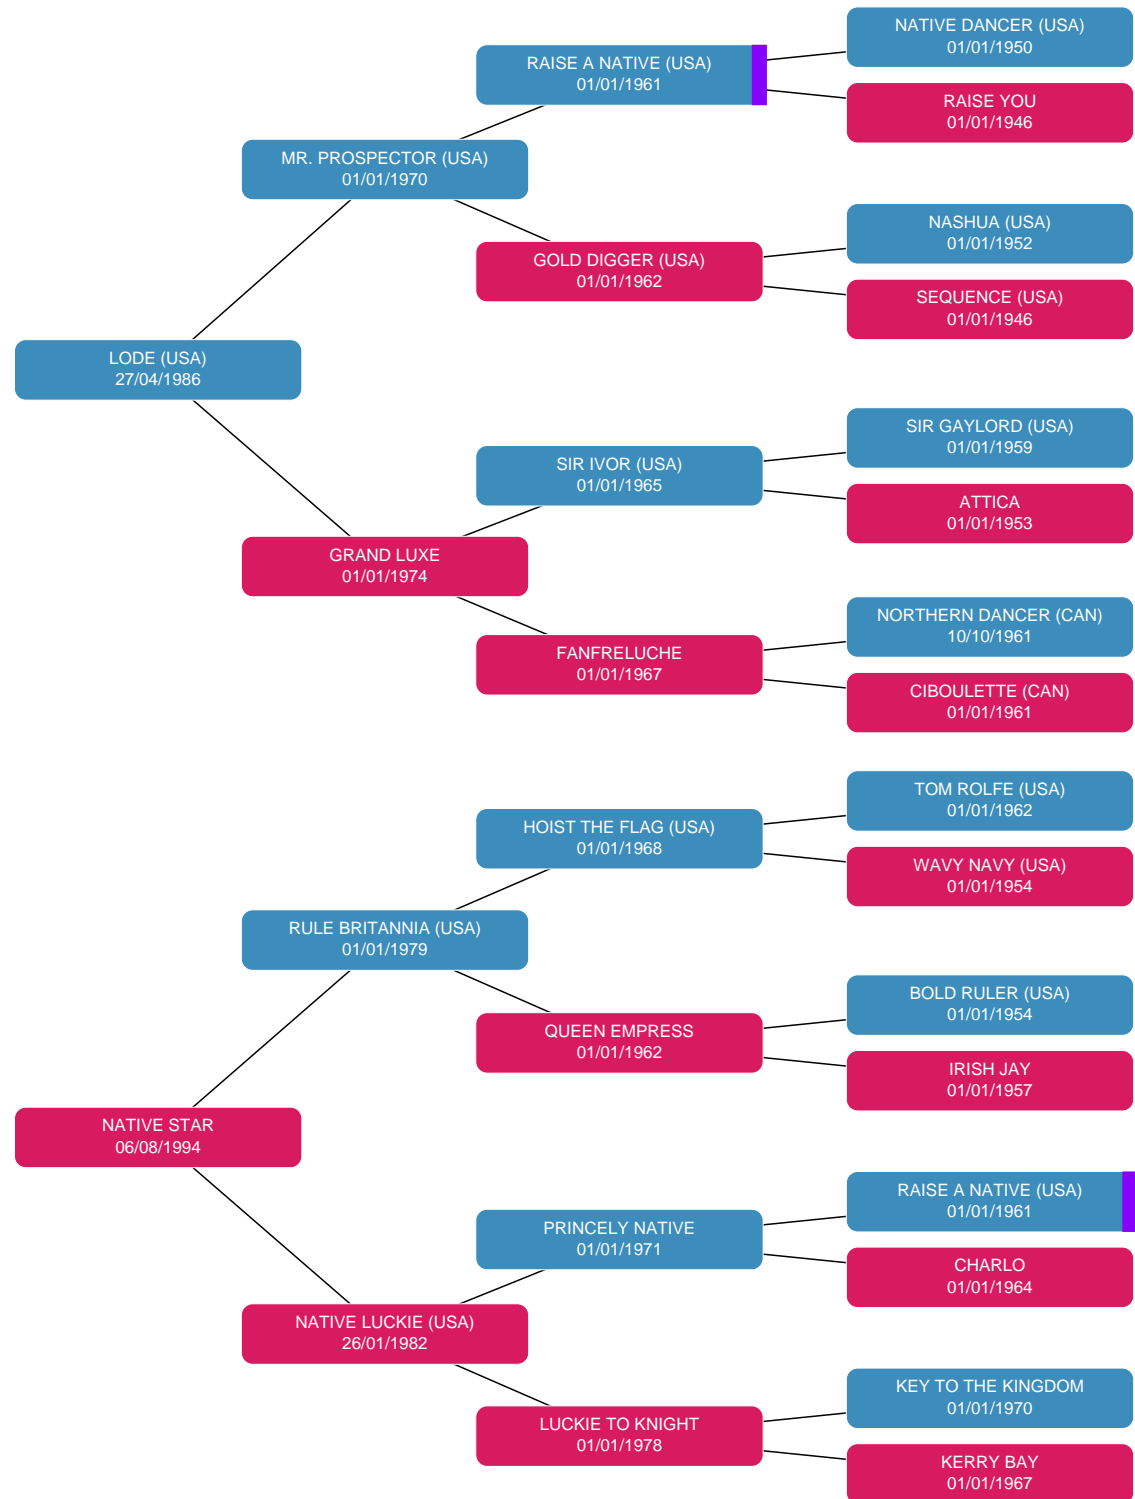 NATIVE DANCER (USA)
01/01/1950
RAISE A NATIVE (USA)
01/01/1961
RAISE YOU
01/01/1946
MR. PROSPECTOR (USA)
01/01/1970
NASHUA (USA)
01/01/1952
GOLD DIGGER (USA)
01/01/1962
SEQUENCE (USA)
01/01/1946
LODE (USA)
27/04/1986
SIR GAYLORD (USA)
01/01/1959
SIR IVOR (USA)
01/01/1965
ATTICA
01/01/1953
GRAND LUXE
01/01/1974
NORTHERN DANCER (CAN)
10/10/1961
FANFRELUCHE
01/01/1967
CIBOULETTE (CAN)
01/01/1961
TOM ROLFE (USA)
01/01/1962
HOIST THE FLAG (USA)
01/01/1968
WAVY NAVY (USA)
01/01/1954
RULE BRITANNIA (USA)
01/01/1979
BOLD RULER (USA)
01/01/1954
QUEEN EMPRESS
01/01/1962
IRISH JAY
01/01/1957
NATIVE STAR
06/08/1994
RAISE A NATIVE (USA)
01/01/1961
PRINCELY NATIVE
01/01/1971
CHARLO
01/01/1964
NATIVE LUCKIE (USA)
26/01/1982
KEY TO THE KINGDOM
01/01/1970
LUCKIE TO KNIGHT
01/01/1978
KERRY BAY
01/01/1967